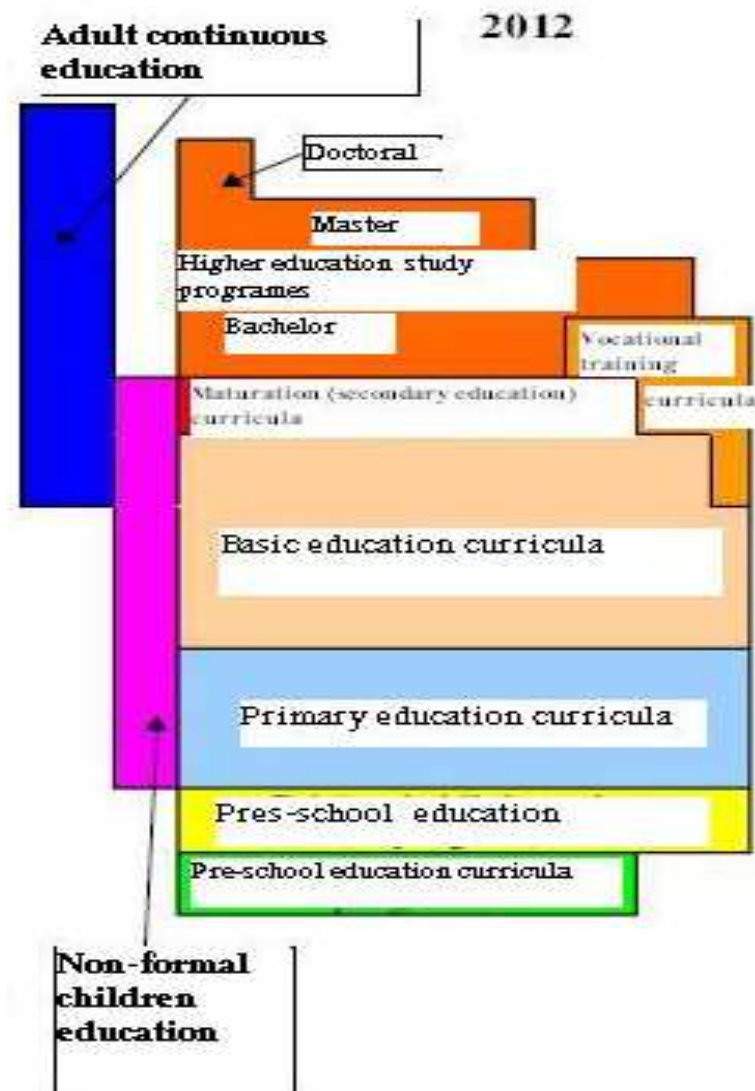 Adult continuous
education
2012
Doctoral
Master
Higher education study
programes
Bachelor
Vocational
training
Maturation (secondary education)
curricula
curricula
Basic education curricula
Primary education curricula
Pres-school education
Pre-school education curricula
Non-formal
children
education